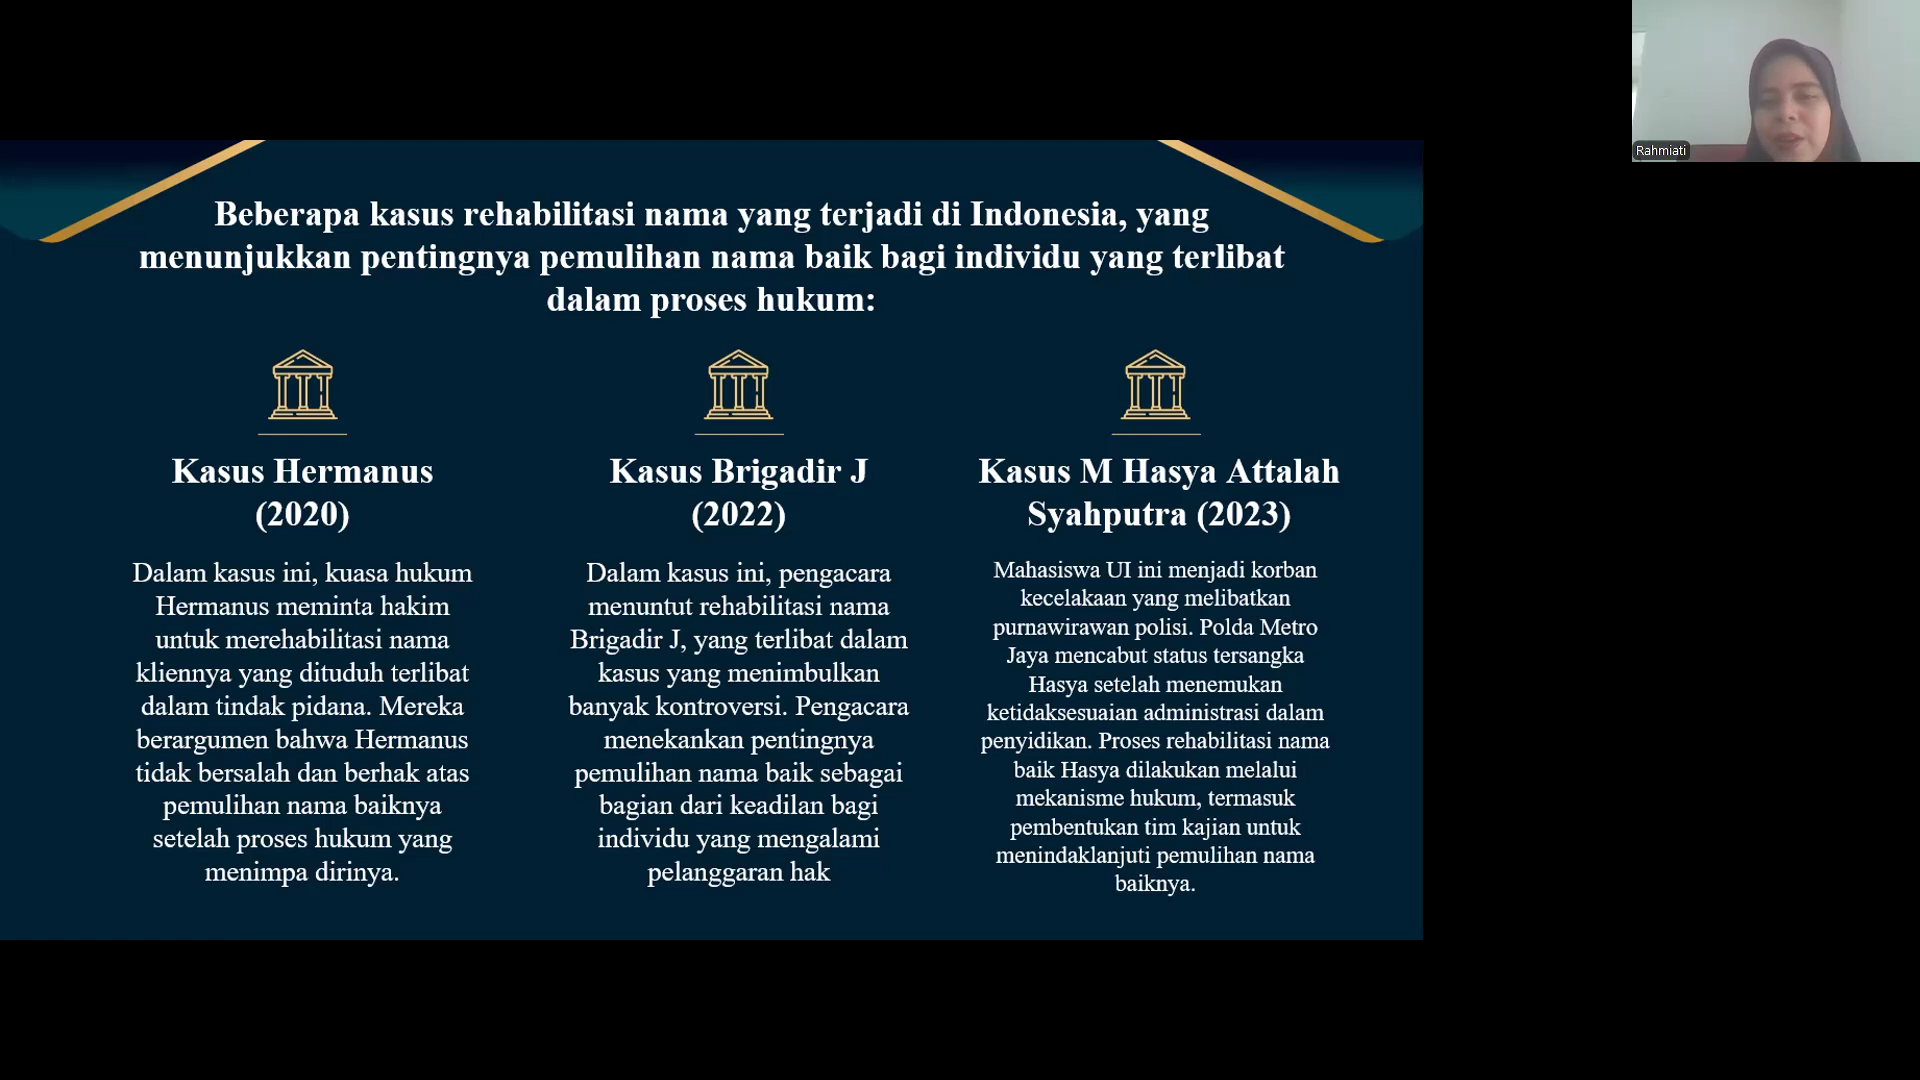 Rahmiati
Beberapa kasus rehabilitasi nama yang terjadi di Indonesia, yang
menunjukkan pentingnya pemulihan nama baik bagi individu yang terlibat
dalam proses hukum:
Kasus Hermanus
(2020)
Dalam kasus ini, kuasa hukum
Hermanus meminta hakim
untuk merehabilitasi nama
kliennya yang dituduh terlibat
dalam tindak pidana. Mereka
berargumen bahwa Hermanus
tidak bersalah dan berhak atas
pemulihan nama baiknya
setelah proses hukum yang
menimpa dirinya.
Kasus Brigadir J
(2022)
Dalam kasus ini, pengacara
menuntut rehabilitasi nama
Brigadir J, yang terlibat dalam
kasus yang menimbulkan
banyak kontroversi. Pengacara
menekankan pentingnya
pemulihan nama baik sebagai
bagian dari keadilan bagi
individu yang mengalami
pelanggaran hak
Kasus M Hasya Attalah
Syahputra (2023)
Mahasiswa UI ini menjadi korban
kecelakaan yang melibatkan
purnawirawan polisi. Polda Metro
Jaya mencabut status tersangka
Hasya setelah menemukan
ketidaksesuaian administrasi dalam
penyidikan. Proses rehabilitasi nama
baik Hasya dilakukan melalui
mekanisme hukum, termasuk
pembentukan tim kajian untuk
menindaklanjuti pemulihan nama
baiknya.